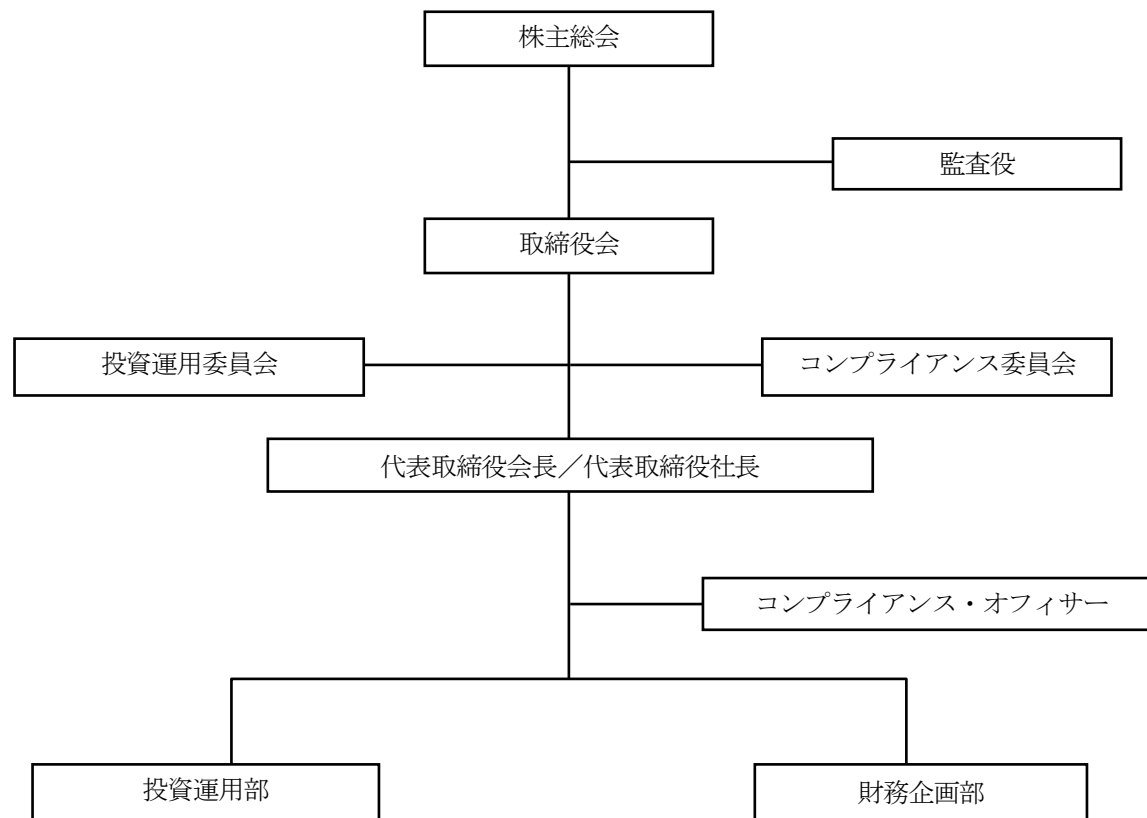 株主総会
監査役
取締役会
投資運用委員会
コンプライアンス委員会
代表取締役会長／代表取締役社長
コンプライアンス・オフィサー
投資運用部
財務企画部